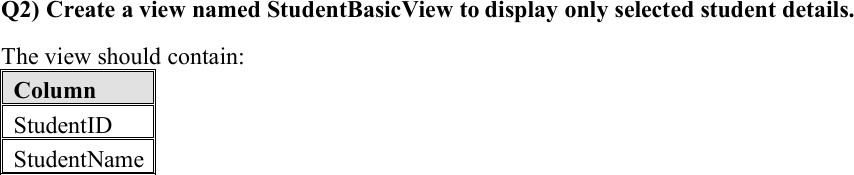 Q2) Create a view named StudentBasicView to display only selected student details.
The view should contain:
Column
StudentID
StudentName